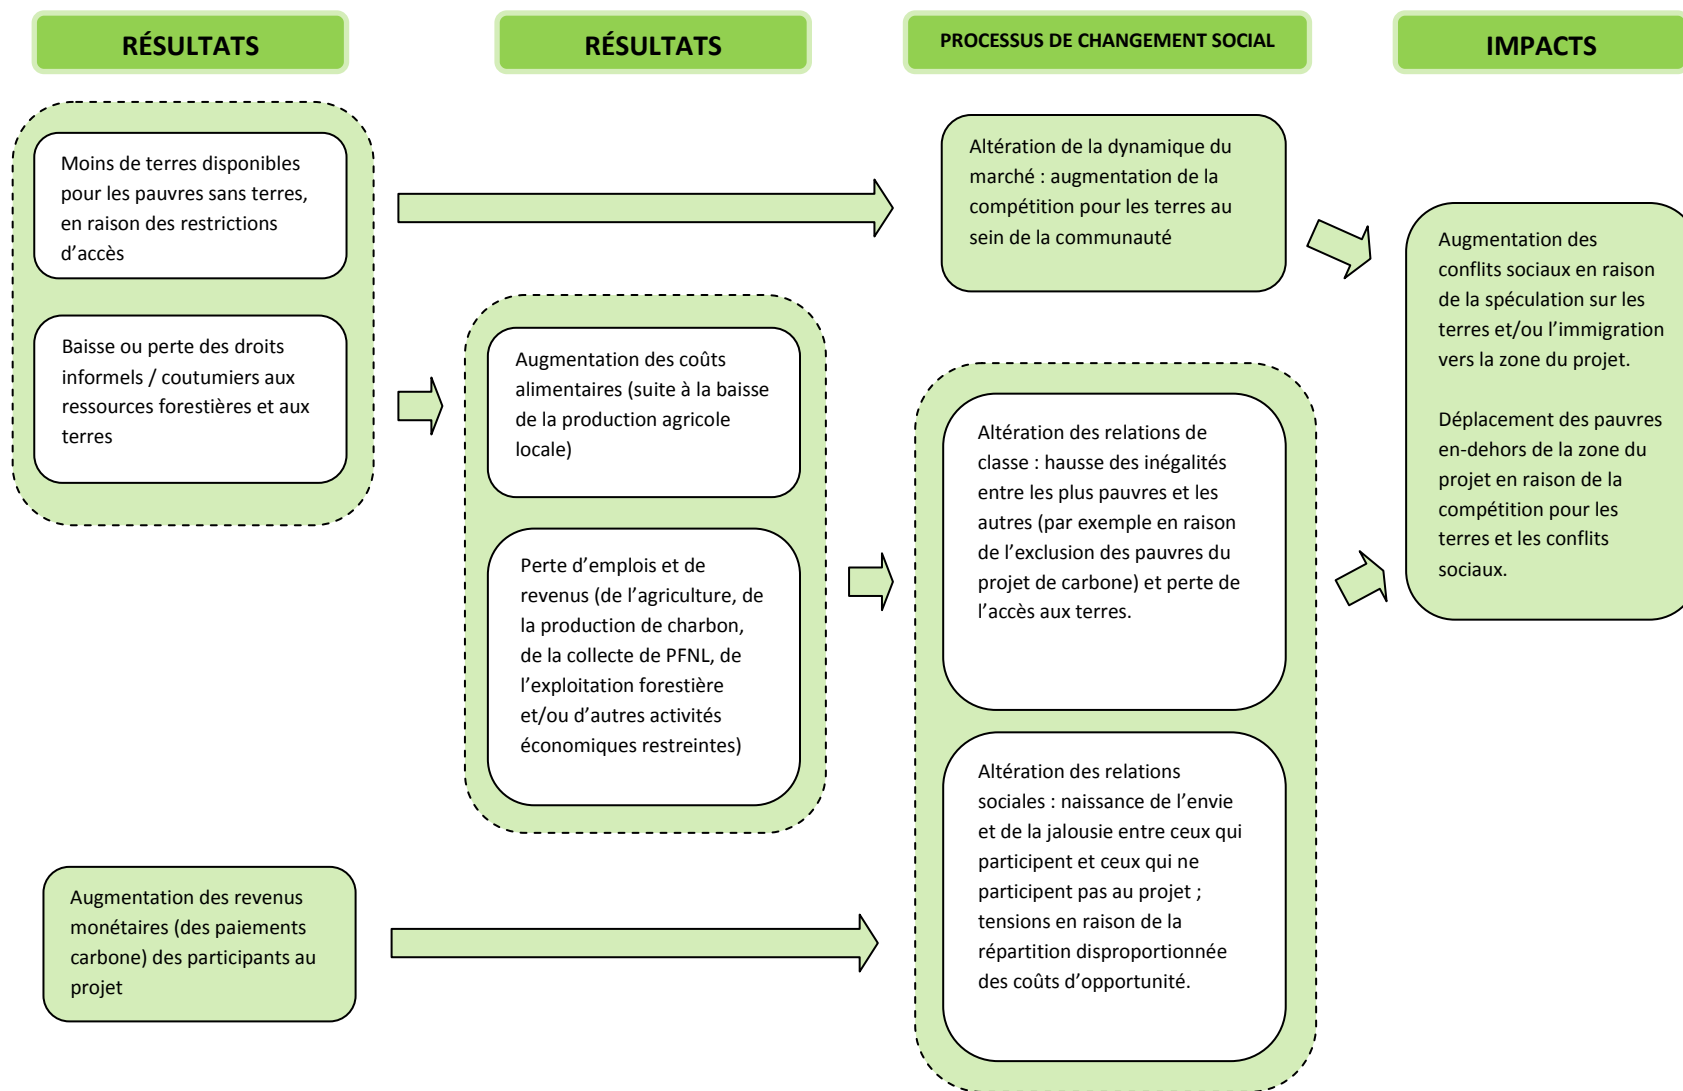 RÉSULTATS
RÉSULTATS
PROCESSUS DE CHANGEMENT SOCIAL
IMPACTS
Moins de terres disponibles
pour les pauvres sans terres,
en raison des restrictions
d’accès
Baisse ou perte des droits
informels / coutumiers aux
ressources forestières et aux
terres
Augmentation des revenus
monétaires (des paiements
carbone) des participants au
projet
Augmentation des coûts
alimentaires (suite à la baisse
de la production agricole
locale)
Perte d’emplois et de
revenus (de l’agriculture, de
la production de charbon,
de la collecte de PFNL, de
l’exploitation forestière
et/ou d’autres activités
économiques restreintes)
Altération de la dynamique du
marché : augmentation de la
compétition pour les terres au
sein de la communauté
Altération des relations de
classe : hausse des inégalités
entre les plus pauvres et les
autres (par exemple en raison
de l’exclusion des pauvres du
projet de carbone) et perte de
l’accès aux terres.
Altération des relations
sociales : naissance de l’envie
et de la jalousie entre ceux qui
participent et ceux qui ne
participent pas au projet ;
tensions en raison de la
répartition disproportionnée
des coûts d’opportunité.
Augmentation des
conflits sociaux en raison
de la spéculation sur les
terres et/ou l’immigration
vers la zone du projet.
Déplacement des pauvres
en-dehors de la zone du
projet en raison de la
compétition pour les
terres et les conflits
sociaux.